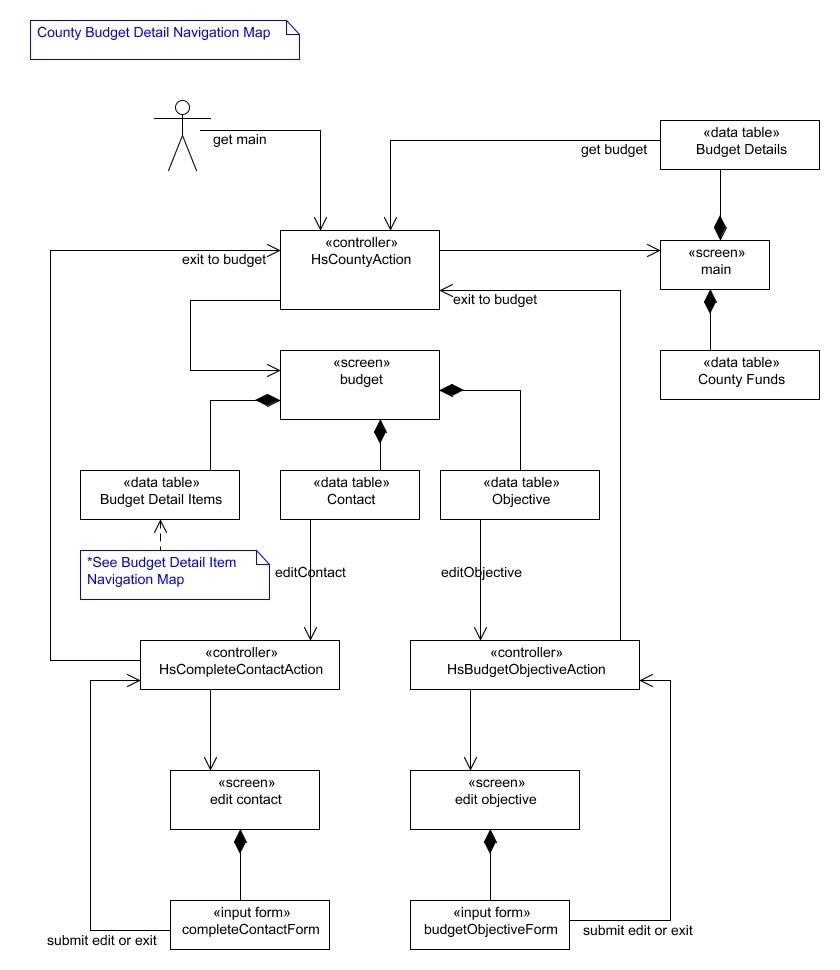 County Budget Detail Navigation Map
get main
get budget
«data table»
Budget Details
exit to budget
«controller»
HsCountyAction
«screen»
main
exit to budget
«screen»
budget
«data table»
County Funds
«data table»
Budget Detail Items
«data table»
Contact
«data table»
Objective
*See Budget Detail Item
Navigation Map
editContact
editObjective
«controller»
HsCompleteContactAction
«controller»
HsBudgetObjectiveAction
«screen»
edit contact
«screen»
edit objective
«input form»
completeContactForm
«input form»
budgetObjectiveForm
submit edit or exit
submit edit or exit